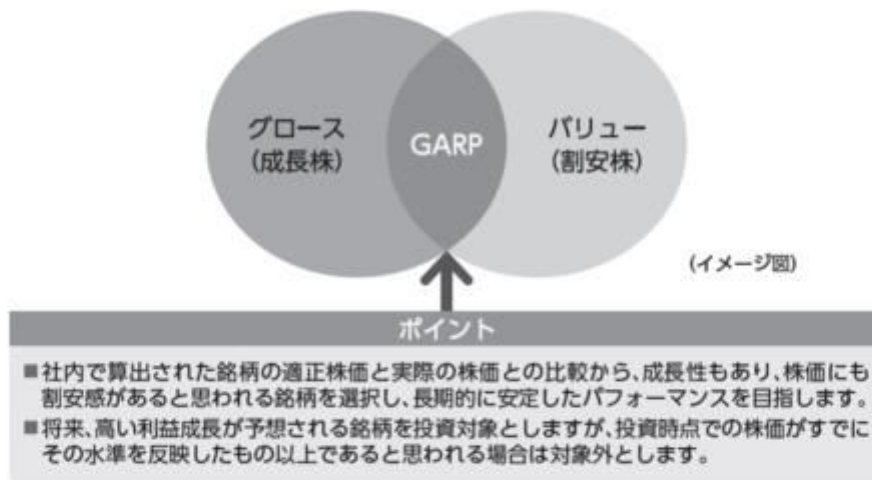 グロース
(成長株)
GARP
バリュー
(割安株)
(イメージ図)
ポイント
■社内で算出された銘柄の適正株価と実際の株価との比較から、成長性もあり、株価にも
割安感があると思われる銘柄を選択し、長期的に安定したパフォーマンスを目指します。
■将来、高い利益成長が予想される銘柄を投資対象としますが、投資時点での株価がすでに
その水準を反映したもの以上であると思われる場合は対象外とします。